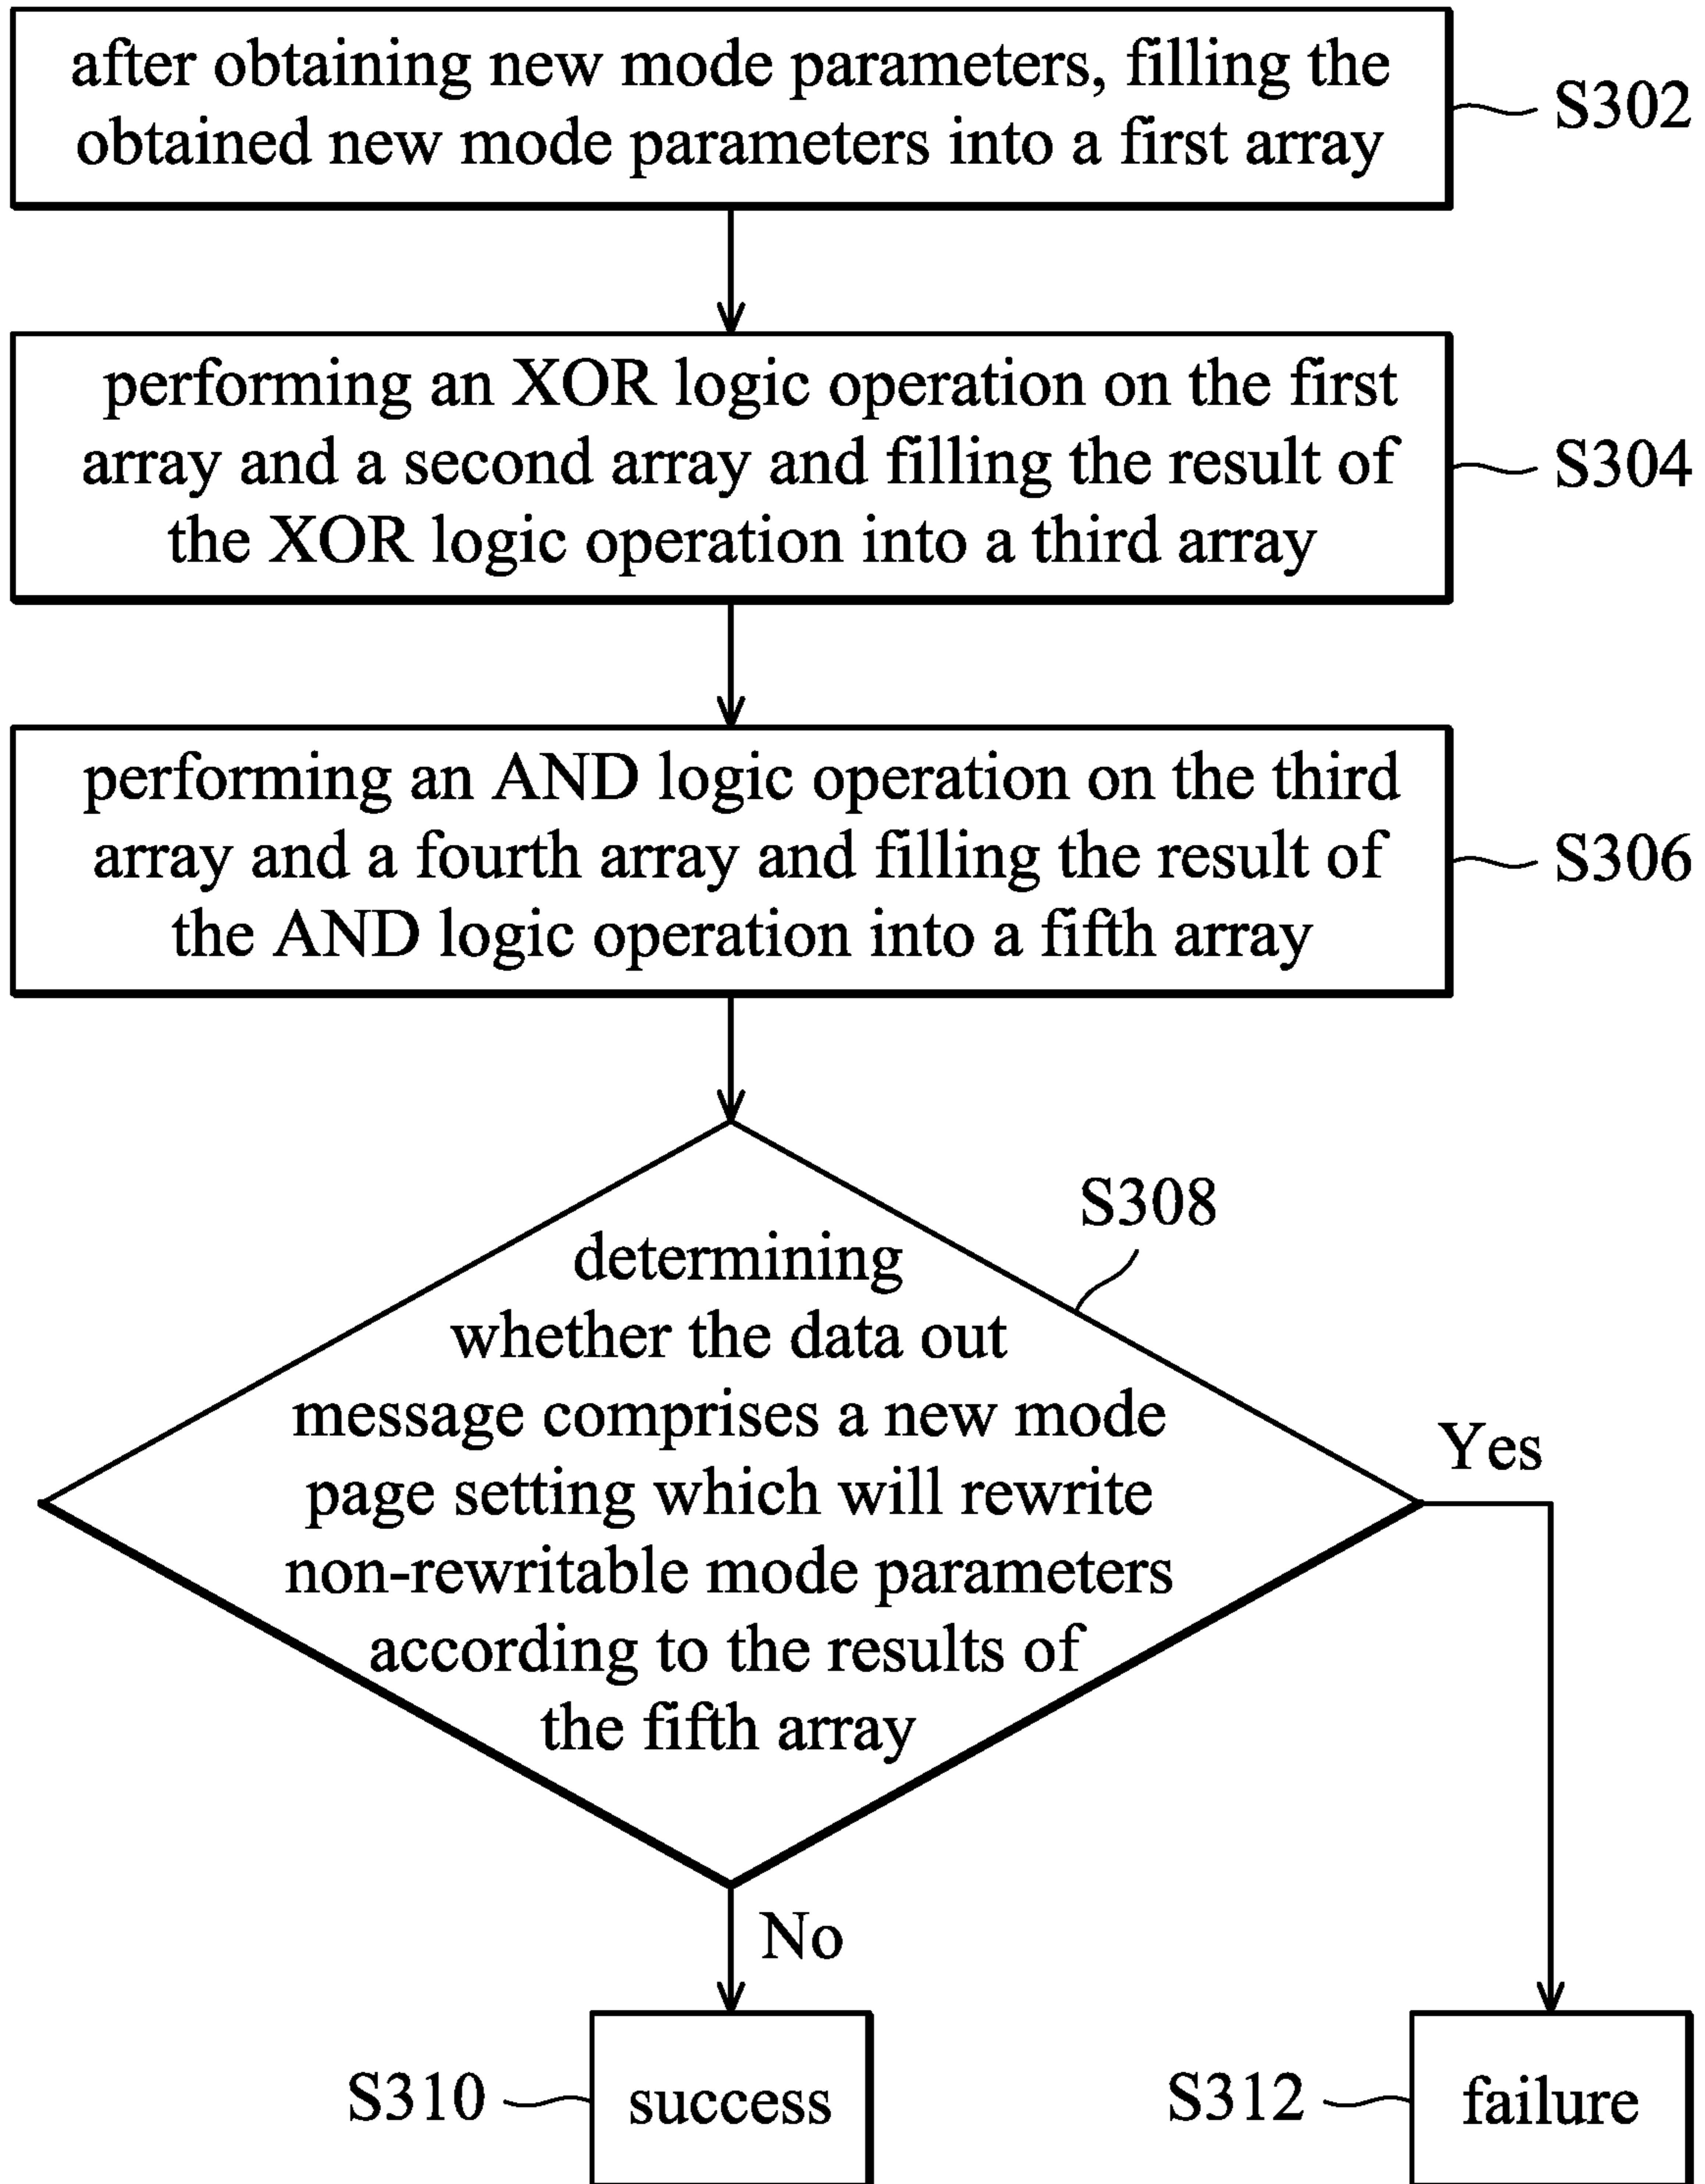 after obtaining new mode parameters, filling the
obtained new mode parameters into a first array
S302
performing an XOR logic operation on the first
array and a second array and filling the result of
the XOR logic operation into a third array
S304
performing an AND logic operation on the third
array and a fourth array and filling the result of
the AND logic operation into a fifth array
S306
S308
determining
whether the data out
message comprises a new mode
page setting which will rewrite
non-rewritable mode parameters
according to the results of
the fifth array
Yes
No
S310
success
S312
failure